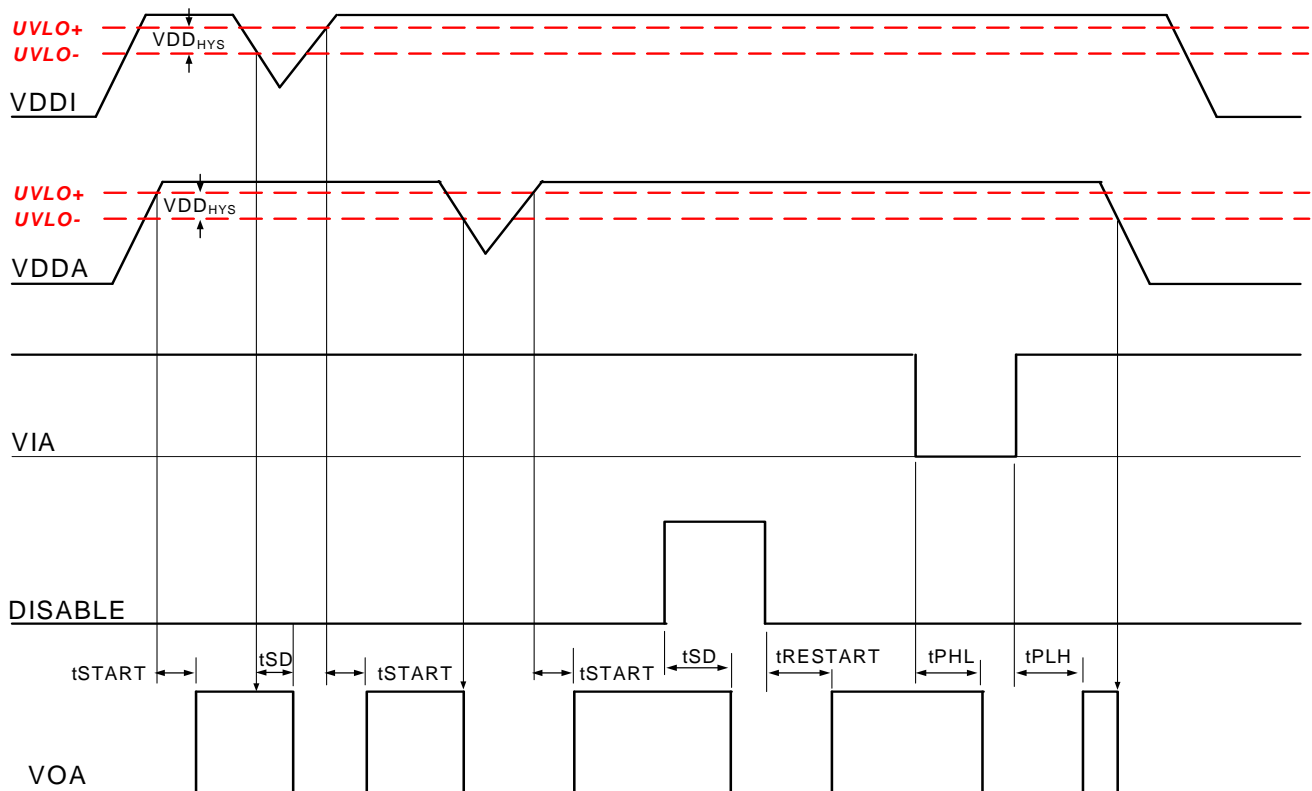 UVLO+
VDDHYS
UVLO-
VDDI
UVLO+
VDDHYS
UVLO-
VDDA
VIA
DISABLE
tSTART
tSD
tSTART
tSTART
tSD
tRESTART
tPHL
tPLH
VOA